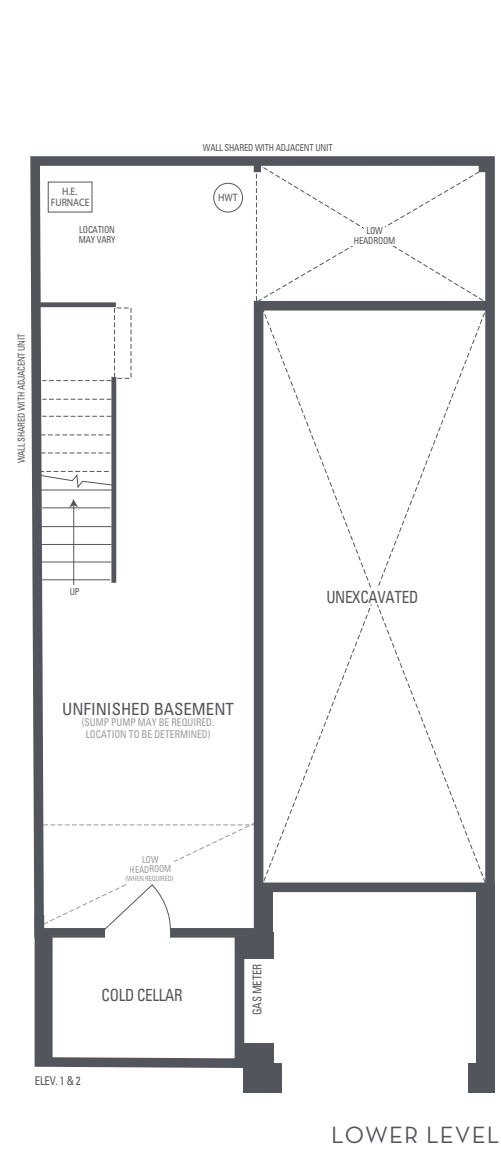 WALL SHARED WITH ADJACENT UNIT
H.E.
FURNACE
HWT
LOCATION
MAY VARY
LOW
HEADROOM
WALL SHARED WITH ADJACENT UNIT
UP
UNEXCAVATED
UNFINISHED BASEMENT
(SUMP PUMP MAY BE REQUIRED.
LOCATION TO BE DETERMINED)
LOW
HEADROOM
(WHEN REQUIRED)
COLD CELLAR
GAS METER
ELEV. 1 & 2
LOWER LEVEL